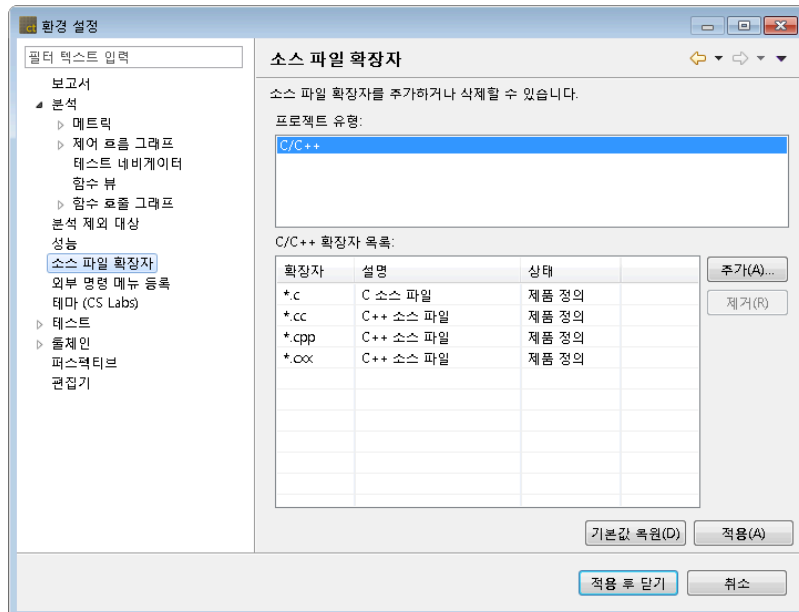 환경 설정
필터 텍스트 입력
보고서
분석
메트릭
제어 흐름 그래프
테스트 네비게이터
함수 뷰
함수 호출 그래프
분석 제외 대상
성능
소스 파일 확장자
외부 명령 메뉴 등록
테마 (CS Labs)
테스트
툴체인
퍼스펙티브
편집기
소스 파일 확장자
소스 파일 확장자를 추가하거나 삭제할 수 있습니다.
프로젝트 유형:
C/C++
C/C++ 확장자 목록:
확장자 설명 상태
*.c C 소스 파일 제품 정의
*.cc C++ 소스 파일 제품 정의
*.cpp C++ 소스 파일 제품 정의
*.cxx C++ 소스 파일 제품 정의
추가(A)...
제거(R)
기본값 복원(D) 적용(A)
적용 후 닫기 취소